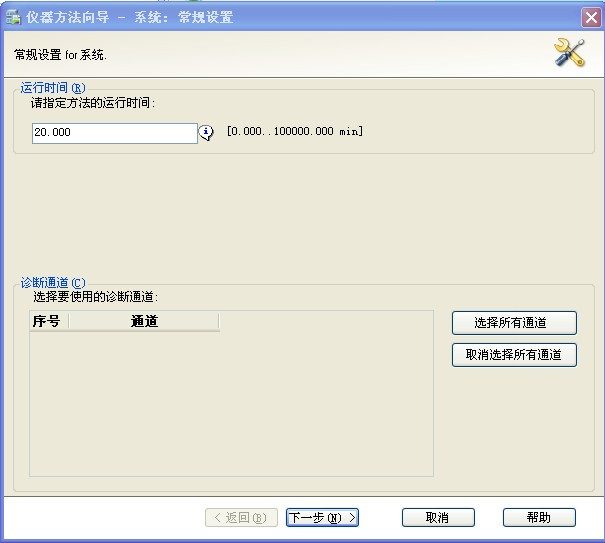 仪器方法向导 - 系统: 常规设置
常规设置 for 系统.
运行时间(R)
请指定方法的运行时间:
20.000 [0.000..100000.000 min]
诊断通道(C)
选择要使用的诊断通道:
序号 通道
选择所有通道
取消选择所有通道
< 返回(B) 下一步(N) > 取消 帮助